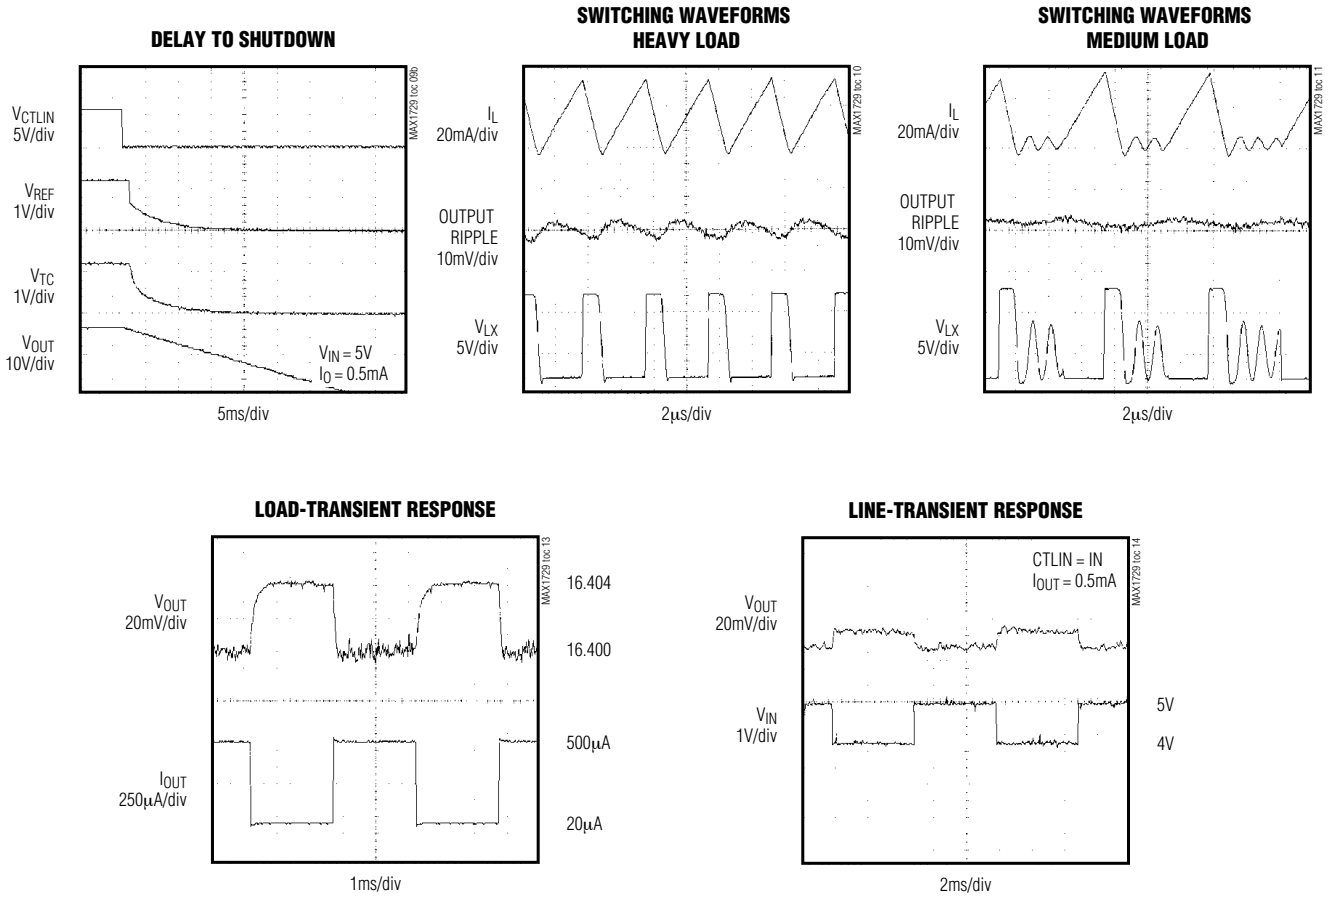 DELAY TO SHUTDOWN
VCTLIN
5V/div
VREF
1V/div
VTC
1V/div
VOUT
10V/div
VIN = 5V
IO = 0.5mA
5ms/div
MAX1729 toc 09b
SWITCHING WAVEFORMS
HEAVY LOAD
IL
20mA/div
OUTPUT
RIPPLE
10mV/div
VLX
5V/div
2μs/div
MAX1729 toc 10
SWITCHING WAVEFORMS
MEDIUM LOAD
IL
20mA/div
OUTPUT
RIPPLE
10mV/div
VLX
5V/div
2μs/div
MAX1729 toc 11
LOAD-TRANSIENT RESPONSE
VOUT
20mV/div
16.404
16.400
IOUT
250μA/div
500μA
20μA
1ms/div
MAX1729 toc 13
LINE-TRANSIENT RESPONSE
CTLIN = IN
IOUT = 0.5mA
VOUT
20mV/div
VIN
1V/div
5V
4V
2ms/div
MAX1729 toc 14